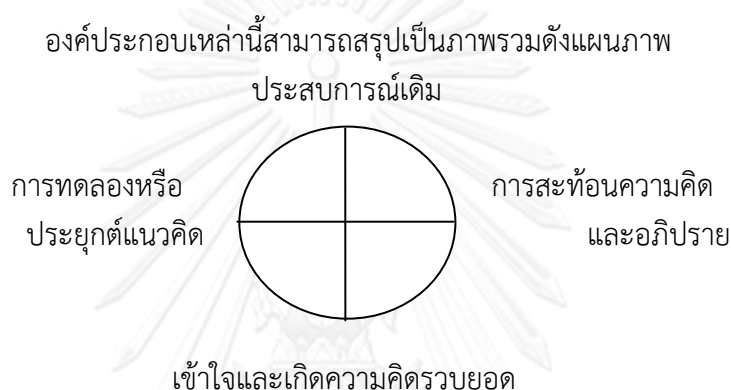 องค์ประกอบเหล่านี้สามารถสรุปเป็นภาพรวมดังแผนภาพ
ประสบการณ์เดิม
การทดลองหรือ
ประยุกต์แนวคิด
การสะท้อนความคิด
และอภิปราย
เข้าใจและเกิดความคิดรวบยอด